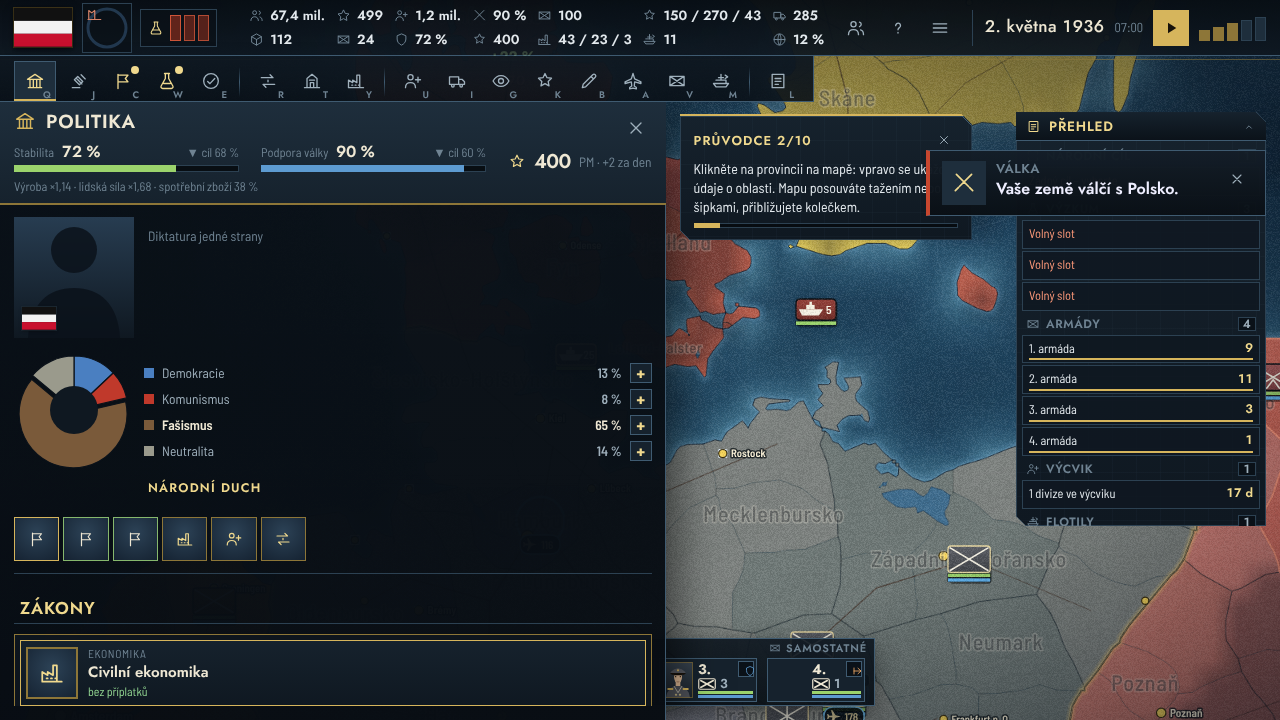 67,4 mil.
499
1,2 mil.
90 %
100
150 / 270 / 43
285
112
24
72 %
400
43 / 23 / 3
11
12 %
?
2. května 1936
07:00
Q
J
C
W
E
R
T
Y
U
I
G
K
B
A
V
M
L
POLITIKA
Stabilita 72 %
▼ cíl 68 %
Podpora války 90 %
▼ cíl 60 %
400 PM · +2 za den
Výroba ×1,14 · lidská síla ×1,68 · spotřební zboží 38 %
Diktatura jedné strany
Demokracie
13 %
+
Komunismus
8 %
+
Fašismus
65 %
+
Neutralita
14 %
+
NÁRODNÍ DUCH
ZÁKONY
EKONOMIKA
Civilní ekonomika
bez příplatků
Skåne
PRŮVODCE 2/10
Klikněte na provincii na mapě: vpravo se uk
údaje o oblasti. Mapu posouváte tažením ne
šipkami, přibližujete kolečkem.
PŘEHLED
VÁLKA
Vaše země válčí s Polsko.
Volný slot
Volný slot
Volný slot
ARMÁDY
4
1. armáda
9
2. armáda
11
3. armáda
3
4. armáda
1
VÝCVIK
1
1 divize ve výcviku
17 d
FLOTILY
1
5
Rostock
Mecklenbursko
Neumark
Poznaň
Poznaň
Frankfurt n. O.
SAMOSTATNÉ
3.
3
4.
1
178